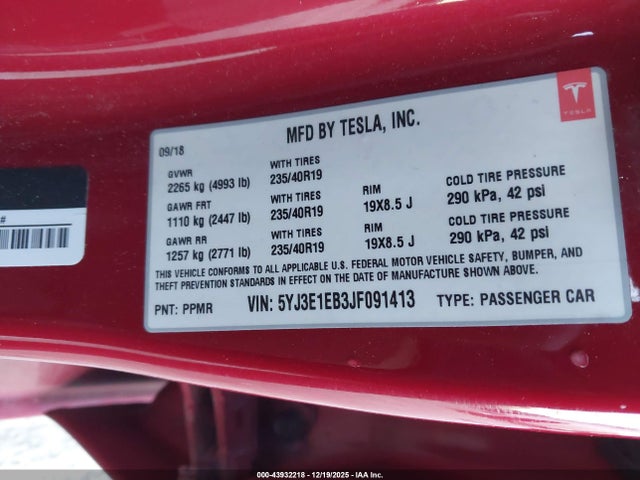 MFD BY TESLA, INC.
TESLA
09/18
GVWR WITH TIRES
2265 kg (4993 lb) 235/40R19
GAWR FRT WITH TIRES RIM COLD TIRE PRESSURE
1110 kg (2447 lb) 235/40R19 19X8.5 J 290 kPa, 42 psi
GAWR RR WITH TIRES RIM COLD TIRE PRESSURE
1257 kg (2771 lb) 235/40R19 19X8.5 J 290 kPa, 42 psi
THIS VEHICLE CONFORMS TO ALL APPLICABLE U.S. FEDERAL MOTOR VEHICLE SAFETY, BUMPER, AND
THEFT PREVENTION STANDARDS IN EFFECT ON THE DATE OF MANUFACTURE SHOWN ABOVE.
PNT: PPMR VIN: 5YJ3E1EB3JF091413 TYPE: PASSENGER CAR
#
000-43932218 - 12/19/2025 - IAA Inc.